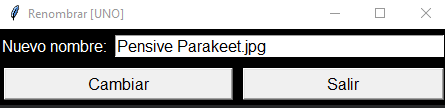 Renombrar [UNO]
Nuevo nombre: Pensive Parakeet.jpg
Cambiar Salir